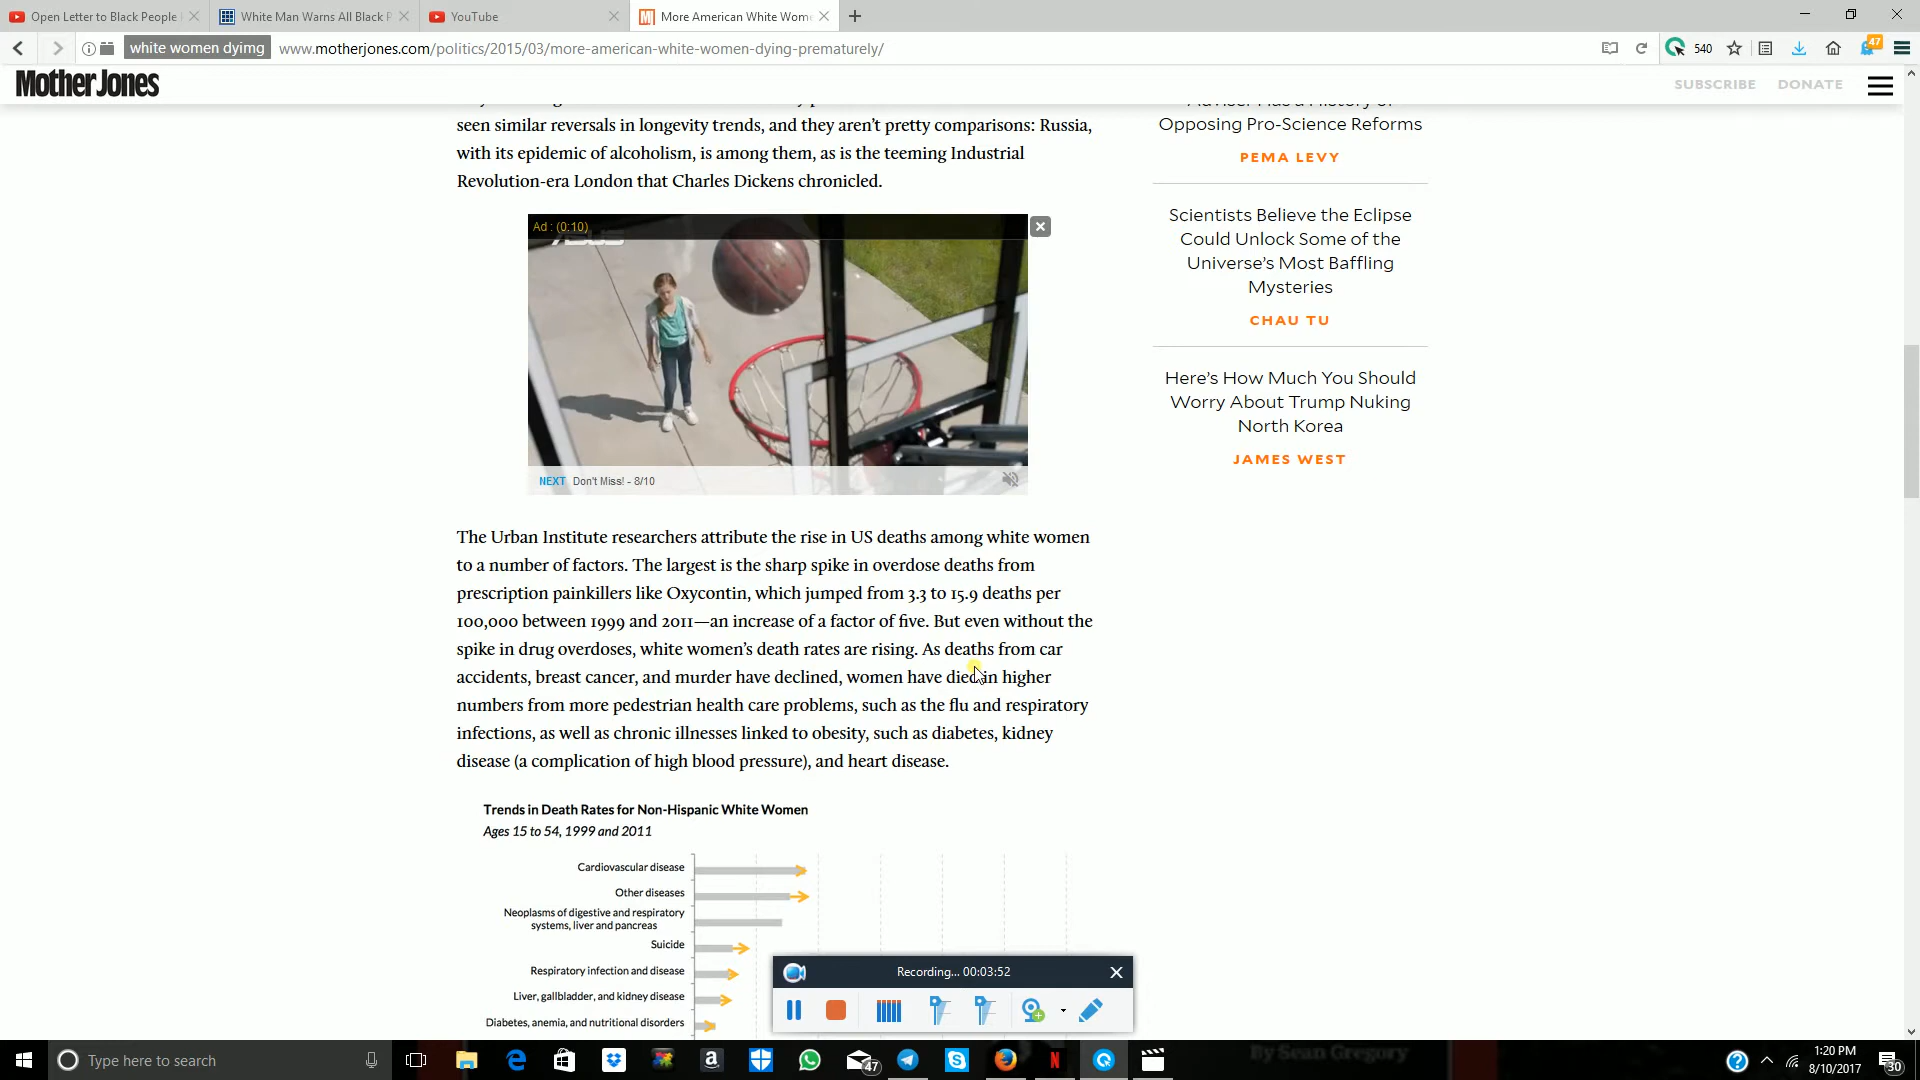 Open Letter to Black People
White Man Warns All Black P
YouTube
More American White Wom
white women dyimg
www.motherjones.com/politics/2015/03/more-american-white-women-dying-prematurely/
540
47
Mother Jones
SUBSCRIBE
DONATE
seen similar reversals in longevity trends, and they aren't pretty comparisons: Russia,
with its epidemic of alcoholism, is among them, as is the teeming Industrial
Revolution-era London that Charles Dickens chronicled.
Adviser Has a History of
Opposing Pro-Science Reforms
PEMA LEVY
Scientists Believe the Eclipse
Could Unlock Some of the
Universe's Most Baffling
Mysteries
CHAU TU
Here's How Much You Should
Worry About Trump Nuking
North Korea
JAMES WEST
Ad : (0:10)
ASUS
NEXT Don't Miss! - 8/10
The Urban Institute researchers attribute the rise in US deaths among white women
to a number of factors. The largest is the sharp spike in overdose deaths from
prescription painkillers like Oxycontin, which jumped from 3.3 to 15.9 deaths per
100,000 between 1999 and 2011—an increase of a factor of five. But even without the
spike in drug overdoses, white women's death rates are rising. As deaths from car
accidents, breast cancer, and murder have declined, women have died in higher
numbers from more pedestrian health care problems, such as the flu and respiratory
infections, as well as chronic illnesses linked to obesity, such as diabetes, kidney
disease (a complication of high blood pressure), and heart disease.
Trends in Death Rates for Non-Hispanic White Women
Ages 15 to 54, 1999 and 2011
Cardiovascular disease
Other diseases
Neoplasms of digestive and respiratory
systems, liver and pancreas
Suicide
Respiratory infection and disease
Liver, gallbladder, and kidney disease
Diabetes, anemia, and nutritional disorders
Recording... 00:03:52
Type here to search
47
By Sean Gregory
1:20 PM
8/10/2017
30